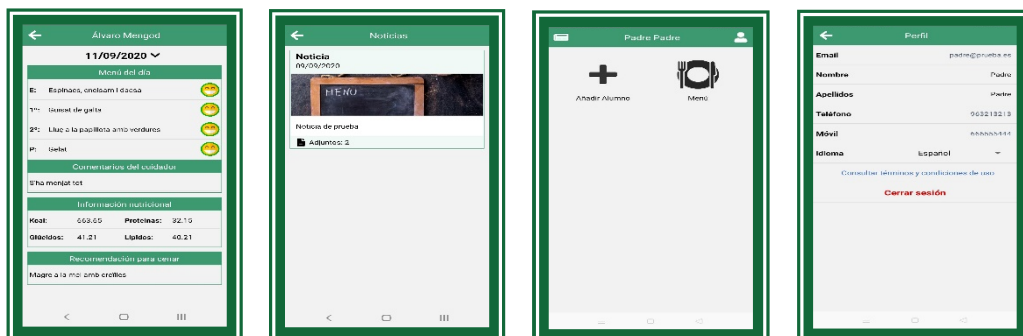 Álvaro Mengod
11/09/2020
Menú del día
E: Espinacs, enciam i dacsa
1º: Guisat de galta
2º: Lluç a la papillota amb verdures
P: Gelat
Comentarios del cuidador
S'ha menjat tot
Información nutricional
Kcal: 663.65 Proteínas: 32.15
Glúcidos: 41.21 Lípidos: 40.21
Recomendación para cenar
Magre a la mel amb creïlles
Noticias
Noticia
09/09/2020
MENU
Noticia de prueba
Adjuntos: 2
Padre Padre
Añadir Alumno Menú
Perfil
Email padre@prueba.es
Nombre Padre
Apellidos Padre
Teléfono 963213213
Móvil 666555444
Idioma Español
Consultar términos y condiciones de uso
Cerrar sesión